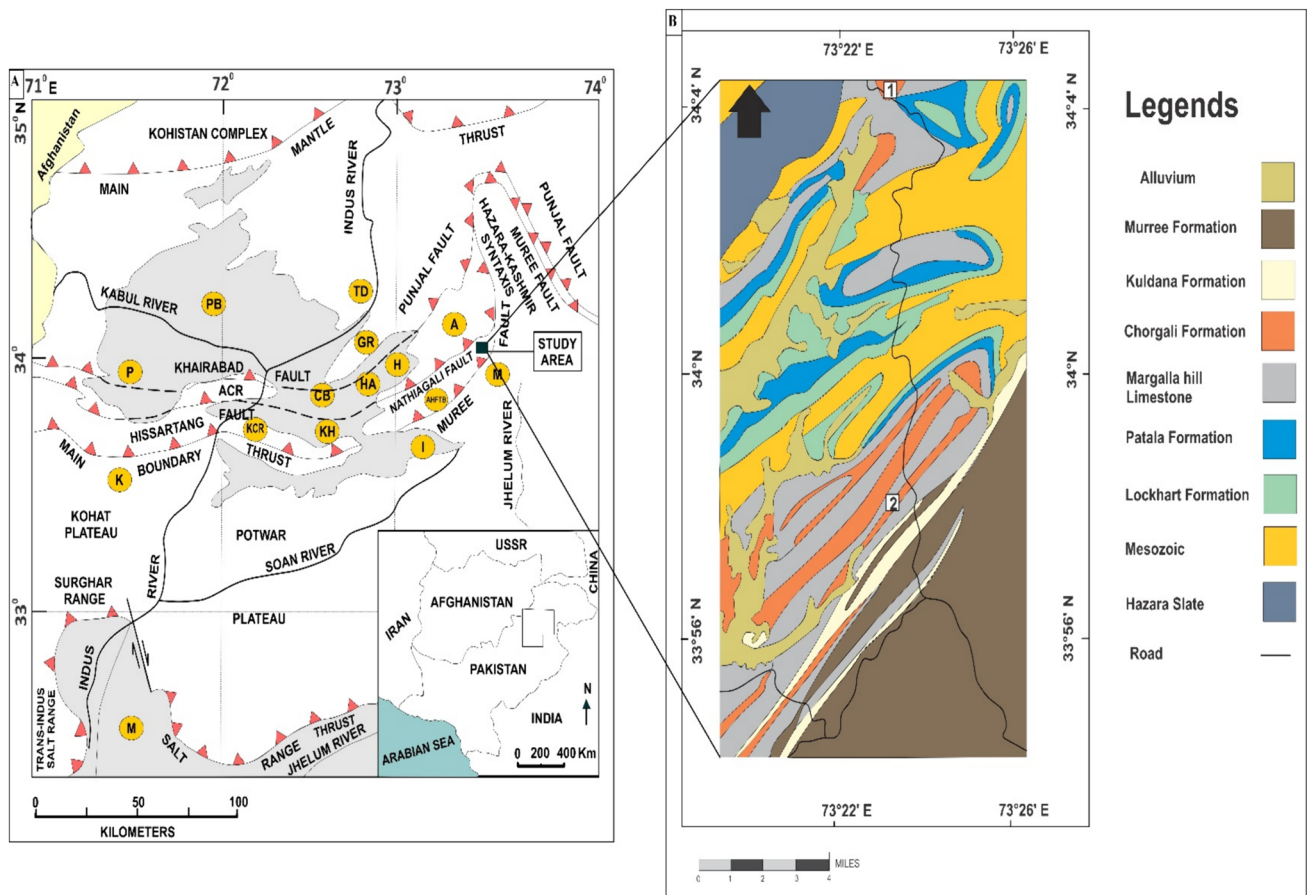 A
71° E
72°
73°
74°
35° N
34°
33°
Afghanistan
KOHISTAN COMPLEX
MAIN
MANTLE
THRUST
INDUS RIVER
PUNJAL FAULT
HAZARA-KASHMIR
SYNTAXIS
MUREE FAULT
PUNJAL FAULT
FAULT
KABUL RIVER
PB
TD
GR
A
P
KHAIRABAD
FAULT
H
HA
CB
ACR
NATHIAGALI FAULT
STUDY
AREA
M
AHFTB
HISSARTANG
FAULT
KCR
KH
MUREE
I
MAIN
BOUNDARY
THRUST
K
JHELUM RIVER
KOHAT
PLATEAU
POTWAR
SOAN RIVER
RIVER
SURGHAR
RANGE
PLATEAU
INDUS
TRANS-INDUS
SALT RANGE
M
SALT
RANGE
THRUST
JHELUM RIVER
USSR
CHINA
AFGHANISTAN
IRAN
PAKISTAN
INDIA
N
ARABIAN SEA
0 200 400 Km
0 50 100
KILOMETERS
B
73°22' E
73°26' E
34°4' N
34°4' N
34°0' N
34°0' N
33°56' N
33°56' N
1
2
73°22' E
73°26' E
MILES
0 1 2 3 4
Legends
Alluvium
Murree Formation
Kuldana Formation
Chorgali Formation
Margalla hill
Limestone
Patala Formation
Lockhart Formation
Mesozoic
Hazara Slate
Road